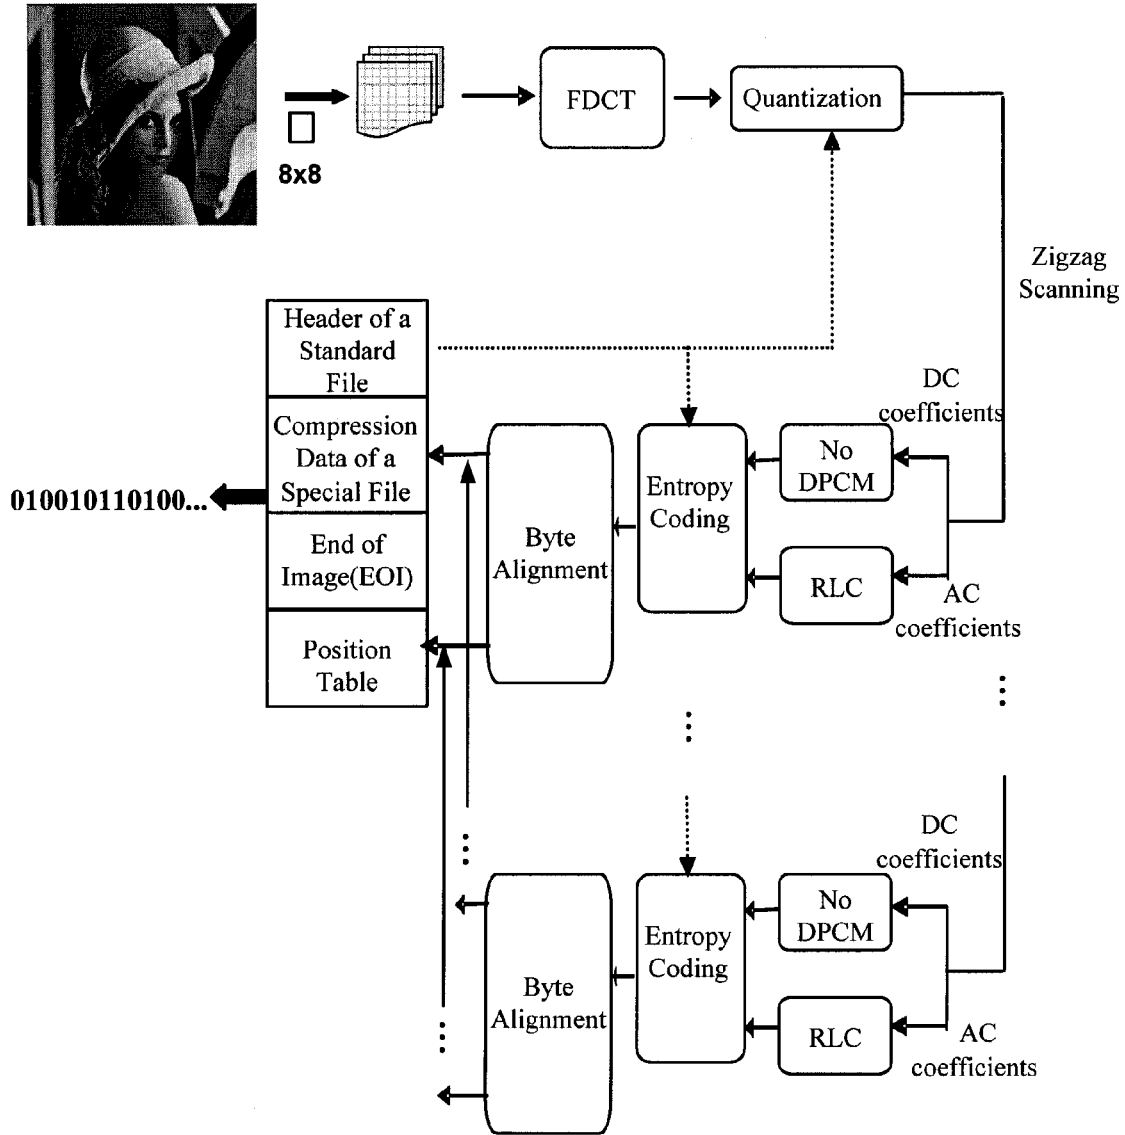 FDCT
Quantization
8x8
Zigzag
Scanning
Header of a
Standard
File
DC
coefficients
Compression
Data of a
Special File
No
DPCM
Entropy
Coding
010010110100...
Byte
Alignment
End of
Image(EOI)
RLC
AC
coefficients
Position
Table
DC
coefficients
No
DPCM
Entropy
Coding
Byte
Alignment
RLC
AC
coefficients